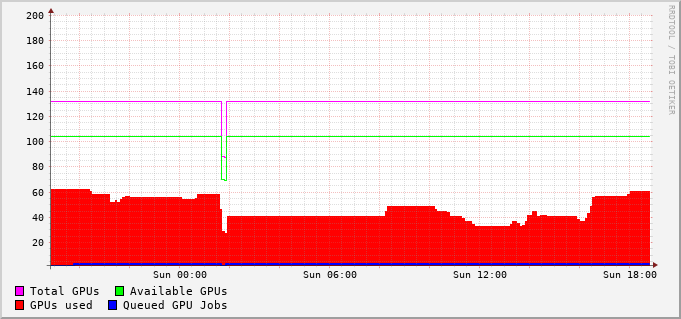 200
180
160
140
120
100
80
60
40
20
Sun 00:00 Sun 06:00 Sun 12:00 Sun 18:00
Total GPUs Available GPUs
GPUs used Queued GPU Jobs
RRDTOOL / TOBI OETIKER